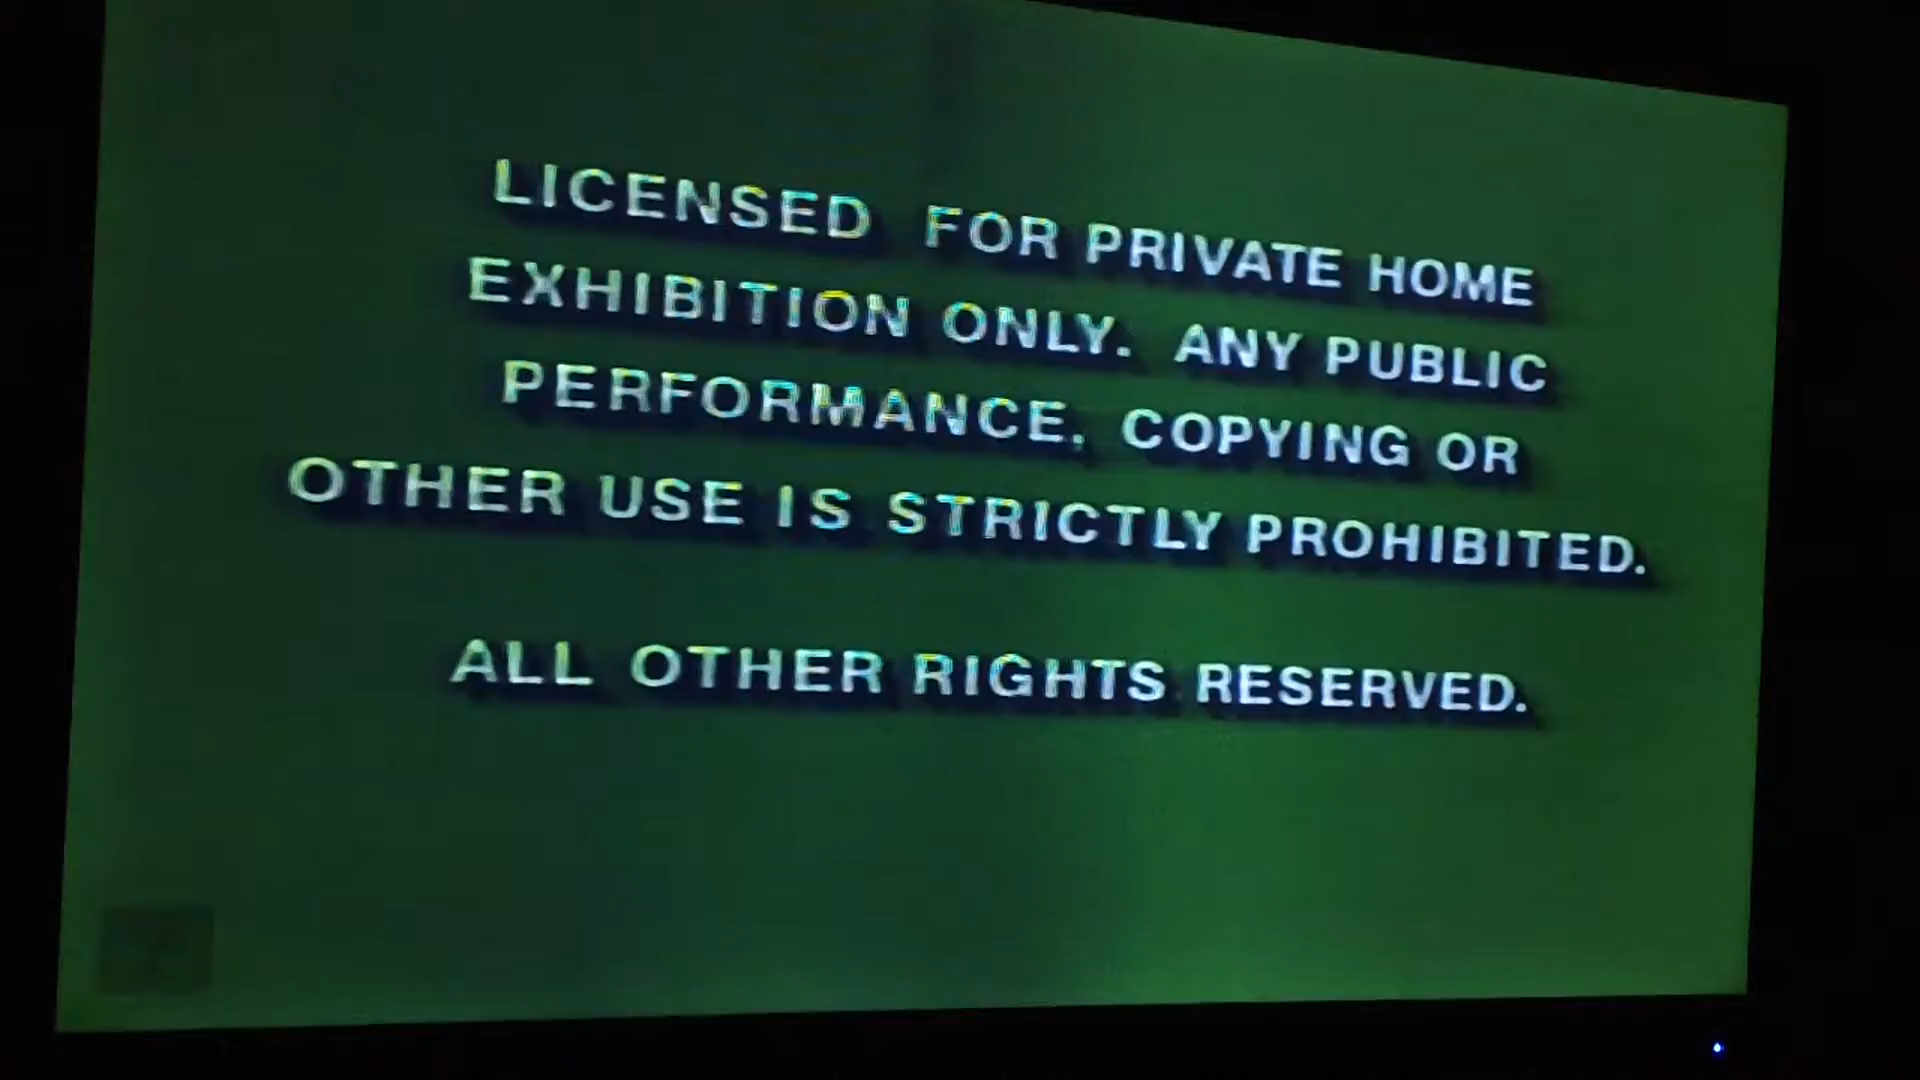 LICENSED FOR PRIVATE HOME
EXHIBITION ONLY. ANY PUBLIC
PERFORMANCE, COPYING OR
OTHER USE IS STRICTLY PROHIBITED.
ALL OTHER RIGHTS RESERVED.